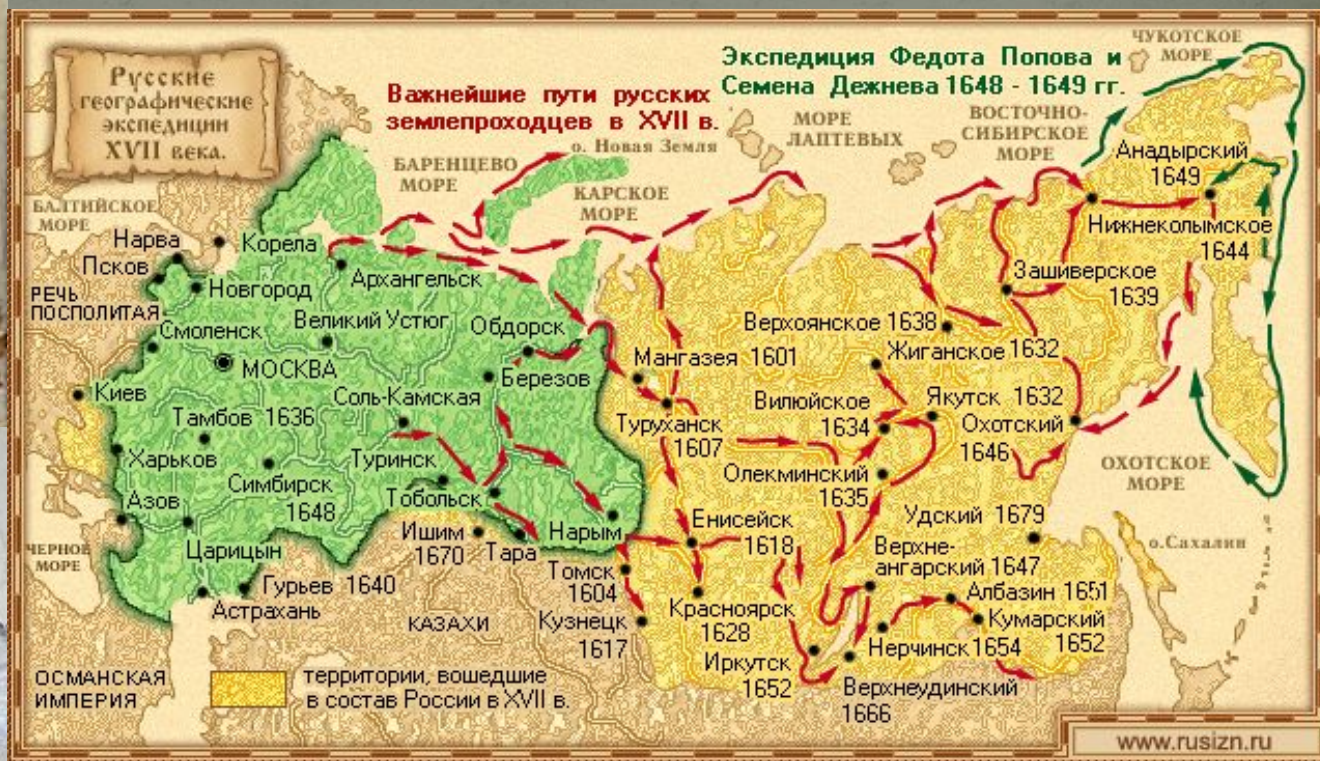 Русские
географические
экспедиции
XVII века.
Важнейшие пути русских
землепроходцев в XVII в.
Экспедиция Федота Попова и
Семена Дежнева 1648 - 1649 гг.
ЧУКОТСКОЕ
МОРЕ
о. Новая Земля
МОРЕ
ЛАПТЕВЫХ
ВОСТОЧНО-
СИБИРСКОЕ
МОРЕ
БАРЕНЦЕВО
МОРЕ
КАРСКОЕ
МОРЕ
БАЛТИЙСКОЕ
МОРЕ
Анадырский
1649
Нарва
Корела
Нижнеколымское
1644
Псков
Архангельск
Новгород
Зашиверское
1639
РЕЧЬ
ПОСПОЛИТАЯ
Смоленск
Великий Устюг
Обдорск
Верхоянское 1638
МОСКВА
Мангазея 1601
Жиганское 1632
Киев
Березов
Соль-Камская
Тамбов 1636
Туруханск
1607
Вилюйское
1634
Якутск 1632
Охотский
1646
Харьков
Туринск
Олекминский
1635
ОХОТСКОЕ
МОРЕ
Симбирск
1648
Тобольск
Азов
Нарым
Енисейск
1618
Удский 1679
Царицын
Ишим
1670
Тара
о.Сахалин
ЧЕРНОЕ
МОРЕ
Верхне-
ангарский 1647
Гурьев 1640
Томск
1604
Албазин 1651
Астрахань
Красноярск
1628
Кумарский
1652
КАЗАХИ
Кузнецк
1617
Нерчинск 1654
Иркутск
1652
Верхнеудинский
1666
ОСМАНСКАЯ
ИМПЕРИЯ
территории, вошедшие
в состав России в XVII в.
www.rusizn.ru